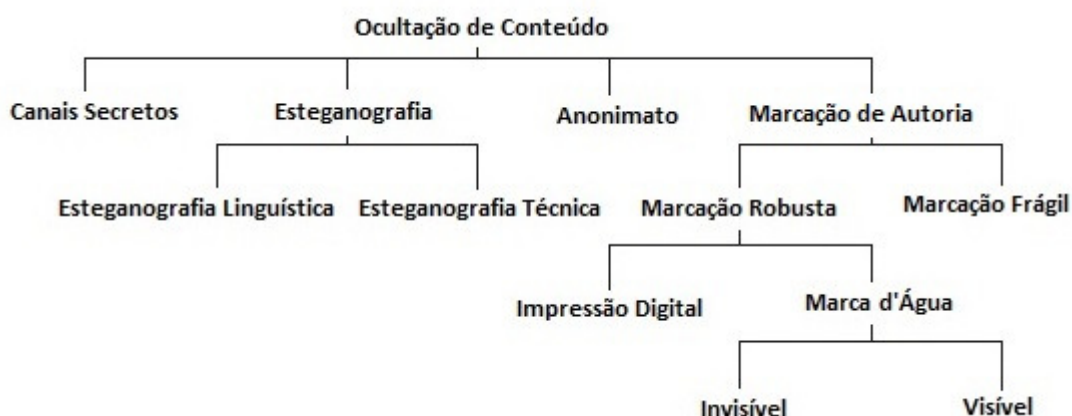 Ocultação de Conteúdo
Canais Secretos
Esteganografia
Anonimato
Marcação de Autoria
Esteganografia Linguística
Esteganografia Técnica
Marcação Robusta
Marcação Frágil
Impressão Digital
Marca d'Água
Invisível
Visível